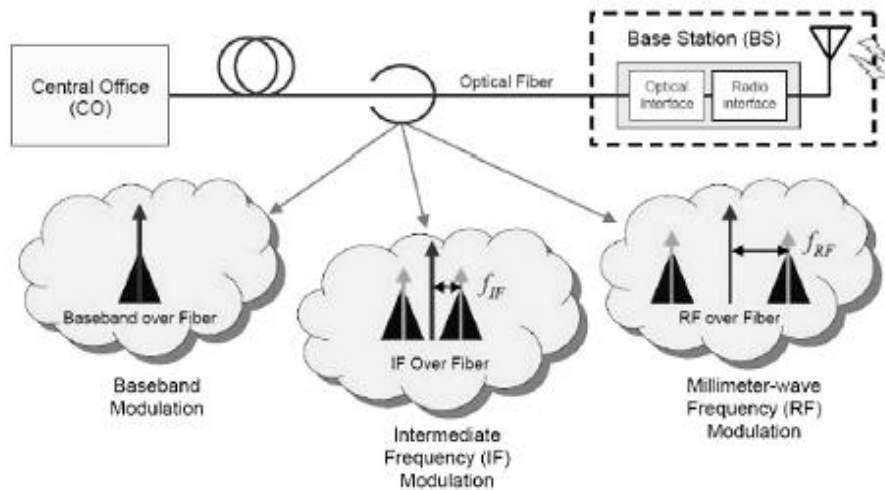 Central Office
(CO)
Optical Fiber
Base Station (BS)
Optical
Interface
Radio
interface
Baseband over Fiber
f_IF
IF Over Fiber
f_RF
RF over Fiber
Baseband
Modulation
Intermediate
Frequency (IF)
Modulation
Millimeter-wave
Frequency (RF)
Modulation